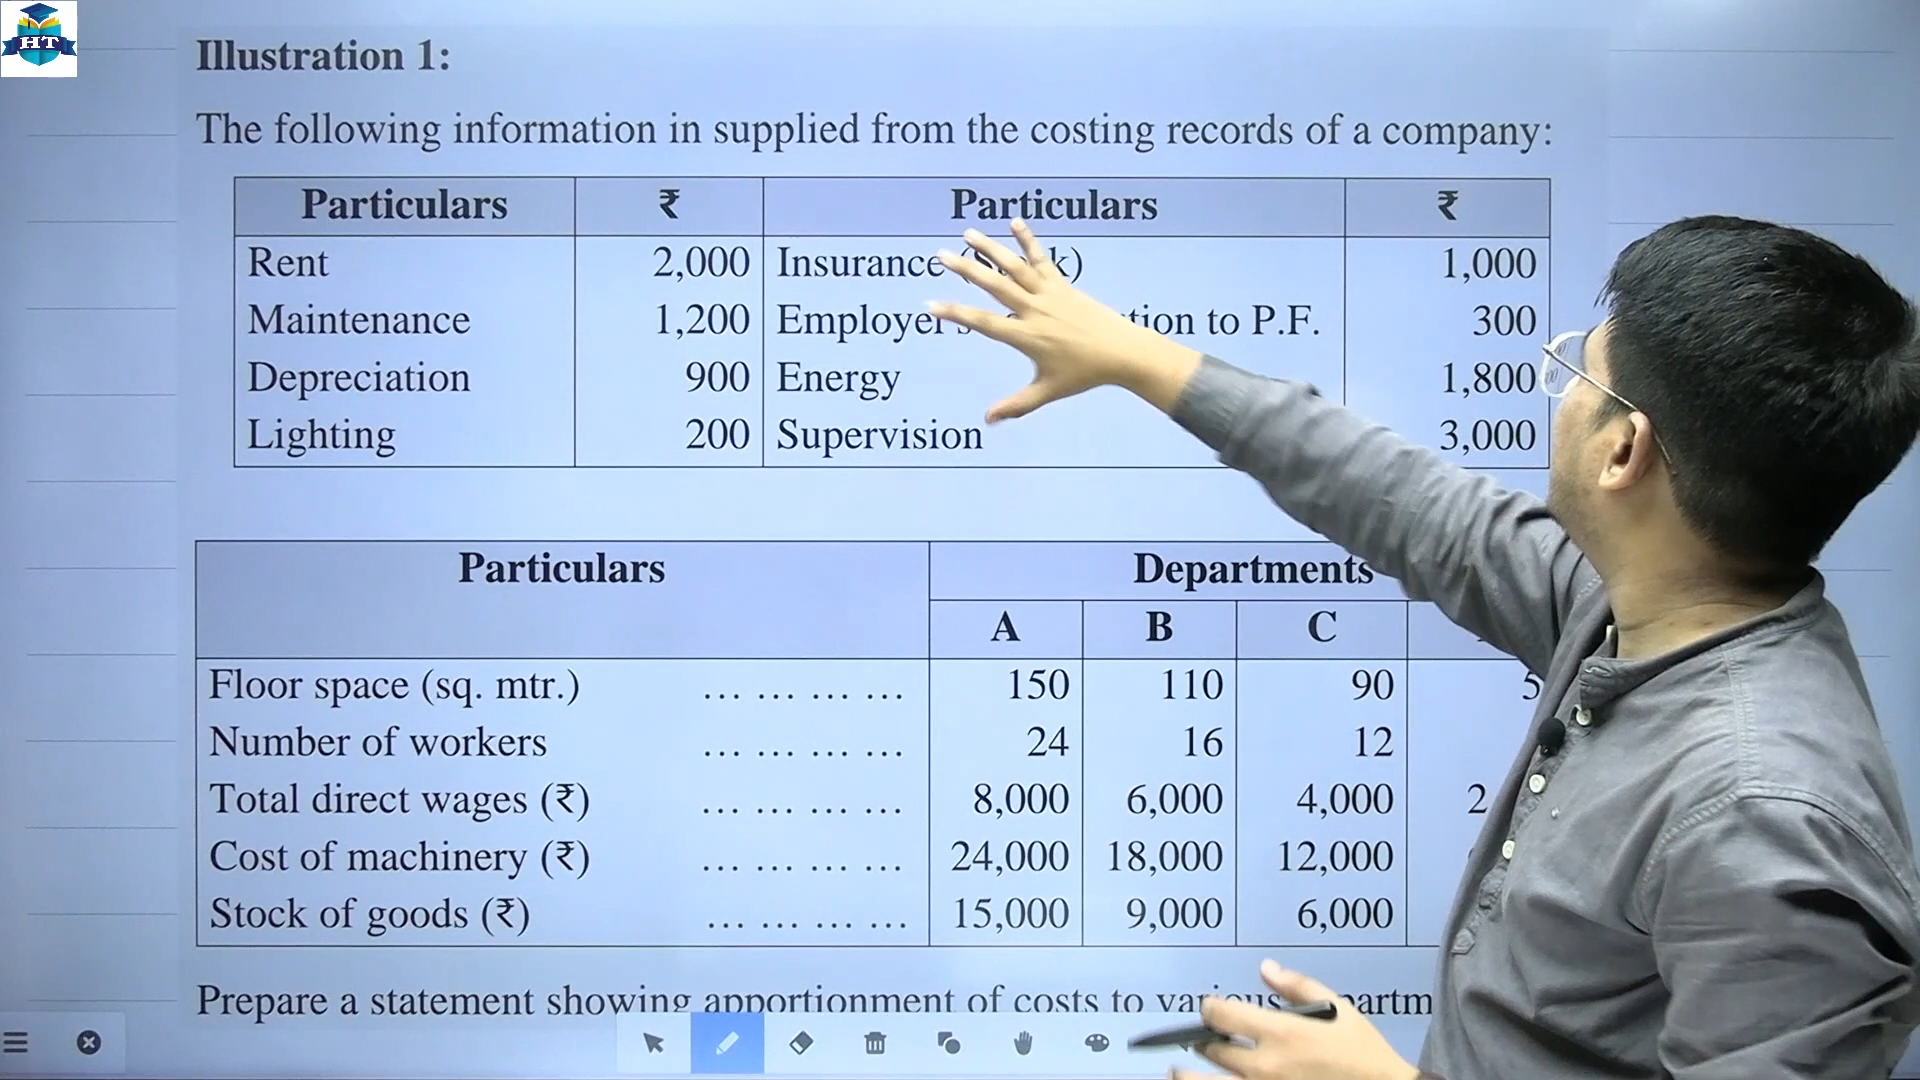 HT
Illustration 1:
The following information in supplied from the costing records of a company:
Particulars ₹ Particulars ₹
Rent 2,000 Insurance 1,000
Maintenance 1,200 to P.F. 300
Depreciation 900 Energy 1,800
Lighting 200 Supervision 3,000
Particulars Departments
A B C
Floor space (sq. mtr.) ... ... ... ... 150 110 90 5
Number of workers ... ... ... ... 24 16 12
Total direct wages (₹) ... ... ... ... 8,000 6,000 4,000 2
Cost of machinery (₹) ... ... ... ... 24,000 18,000 12,000
Stock of goods (₹) ... ... ... ... 15,000 9,000 6,000
Prepare a statement showing apportionment of costs to various